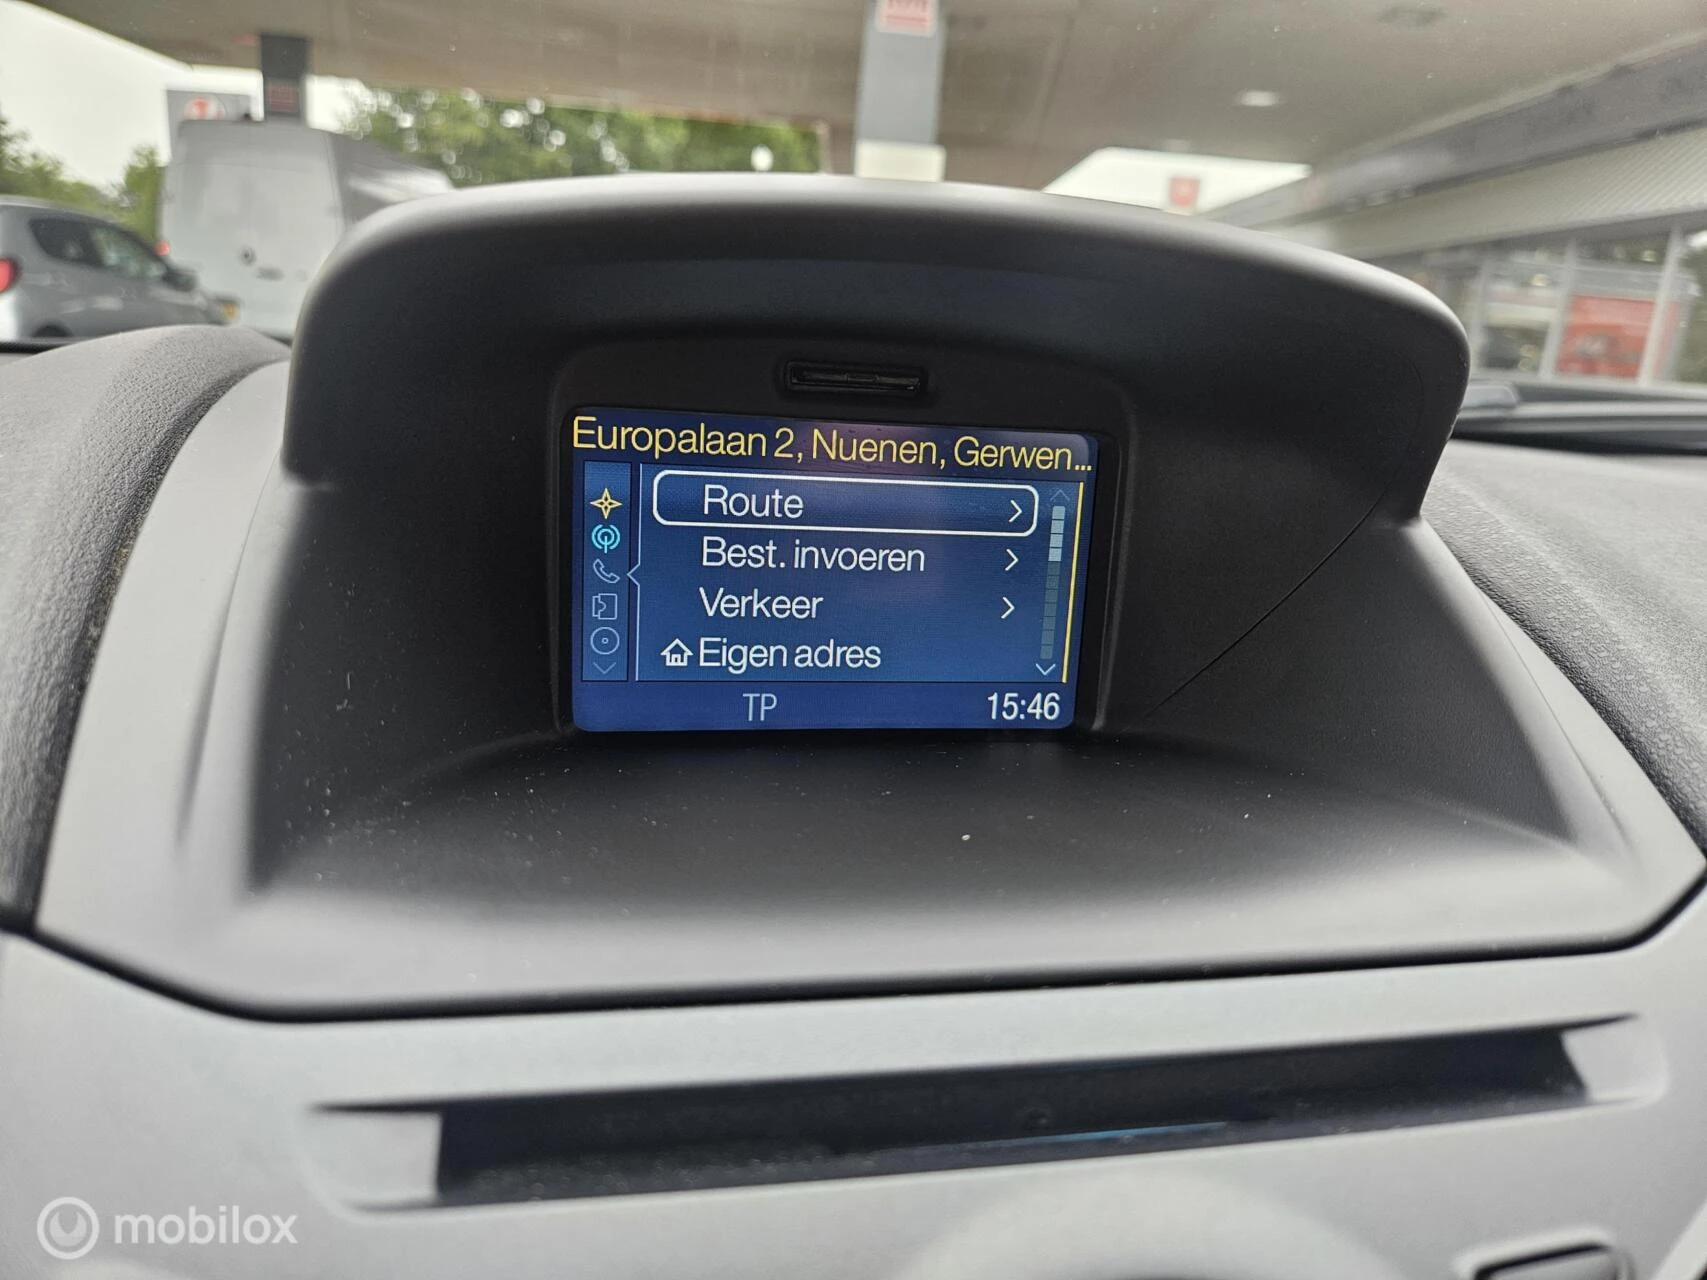 Europalaan 2, Nuenen, Gerwen...
Route
Best. invoeren
Verkeer
Eigen adres
TP
15:46
mobilox